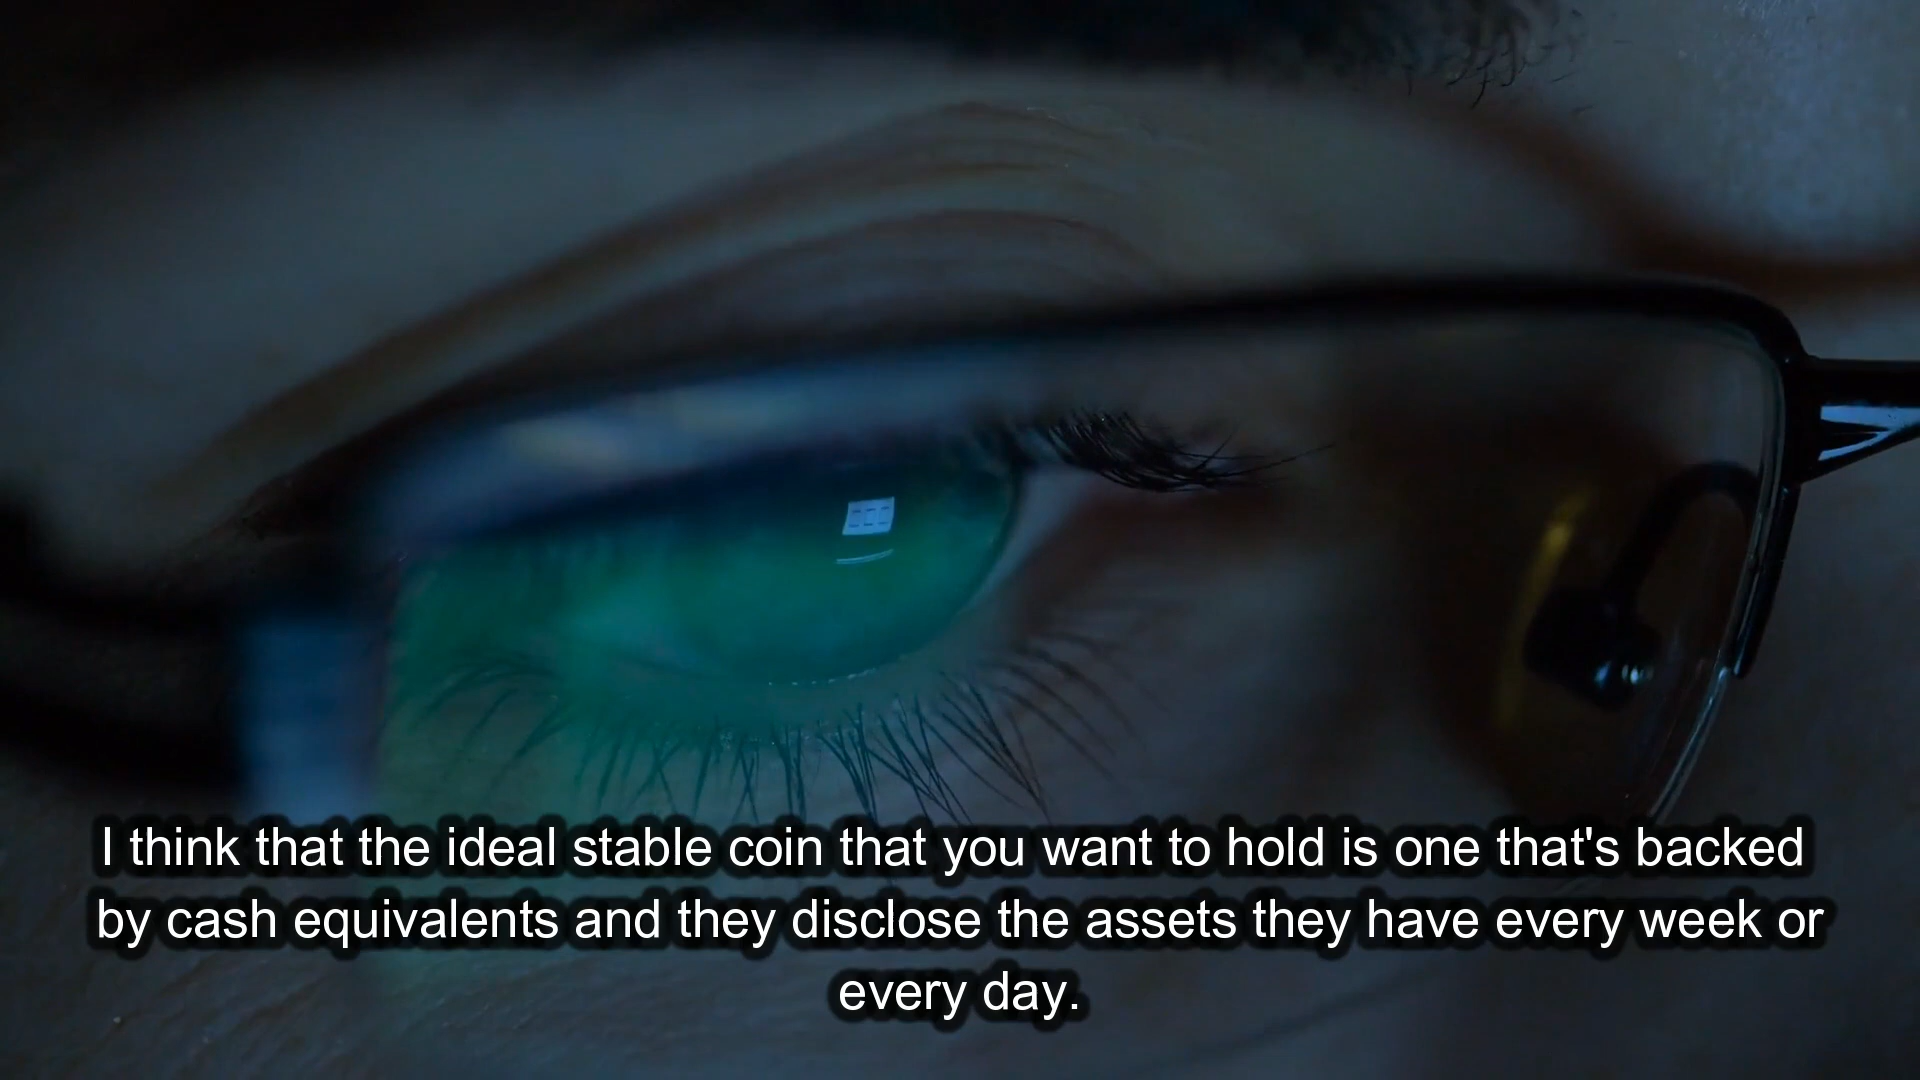 I think that the ideal stable coin that you want to hold is one that's backed
by cash equivalents and they disclose the assets they have every week or
every day.